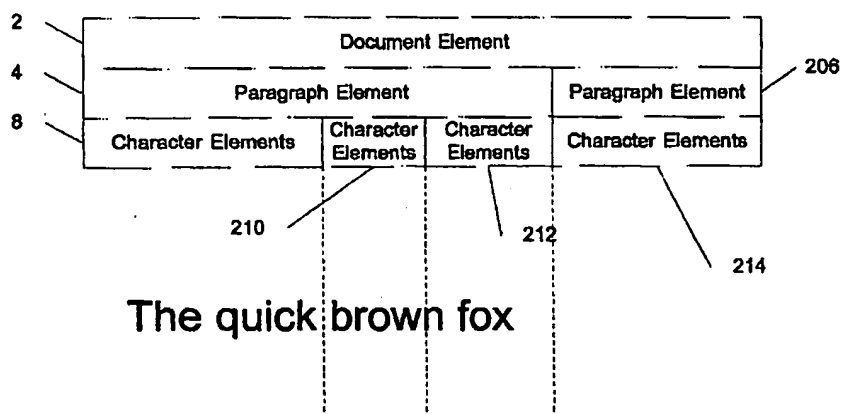 2
Document Element
4
206
Paragraph Element Paragraph Element
8
Character Elements Character Elements Character Elements Character Elements
210
212
214
The quick brown fox